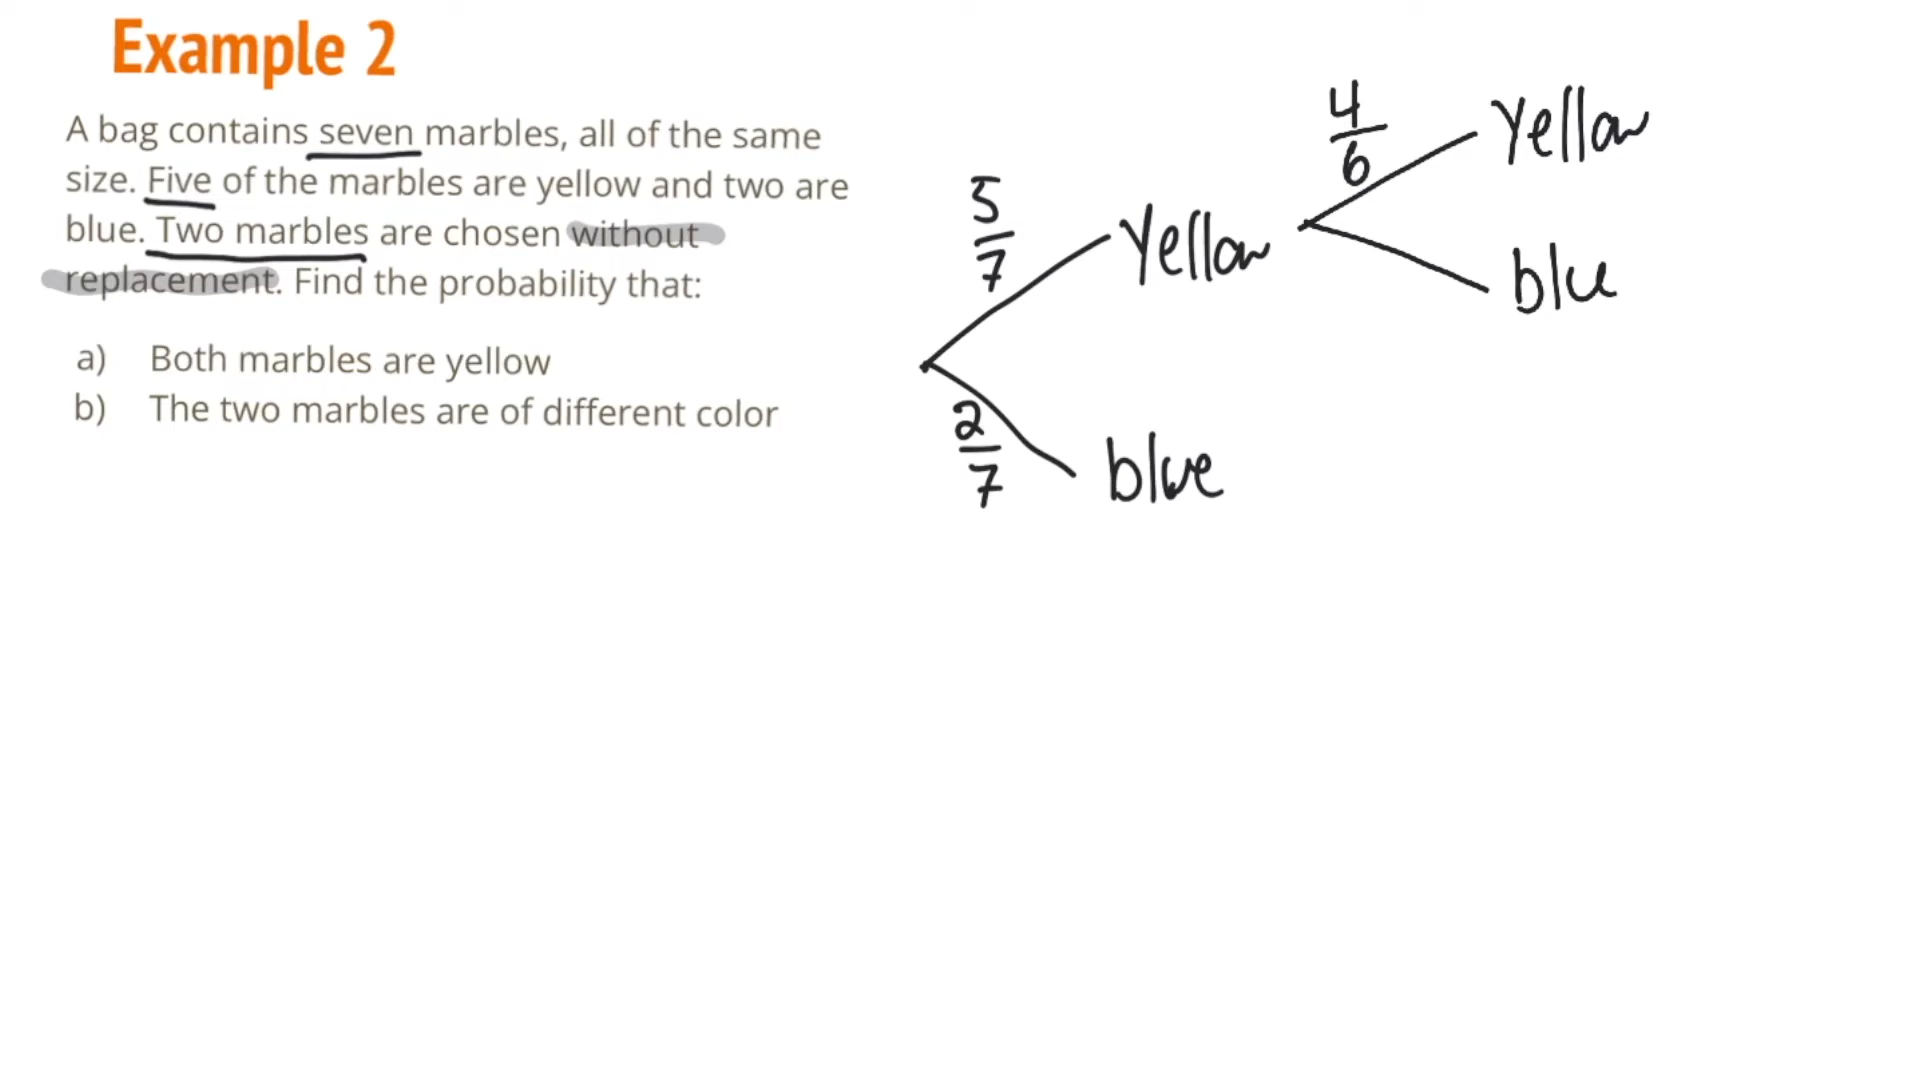 Example 2
A bag contains seven marbles, all of the same
size. Five of the marbles are yellow and two are
blue. Two marbles are chosen without
replacement. Find the probability that:
a) Both marbles are yellow
b) The two marbles are of different color
5
7
Yellow
2
7
blue
4
6
Yellow
blue